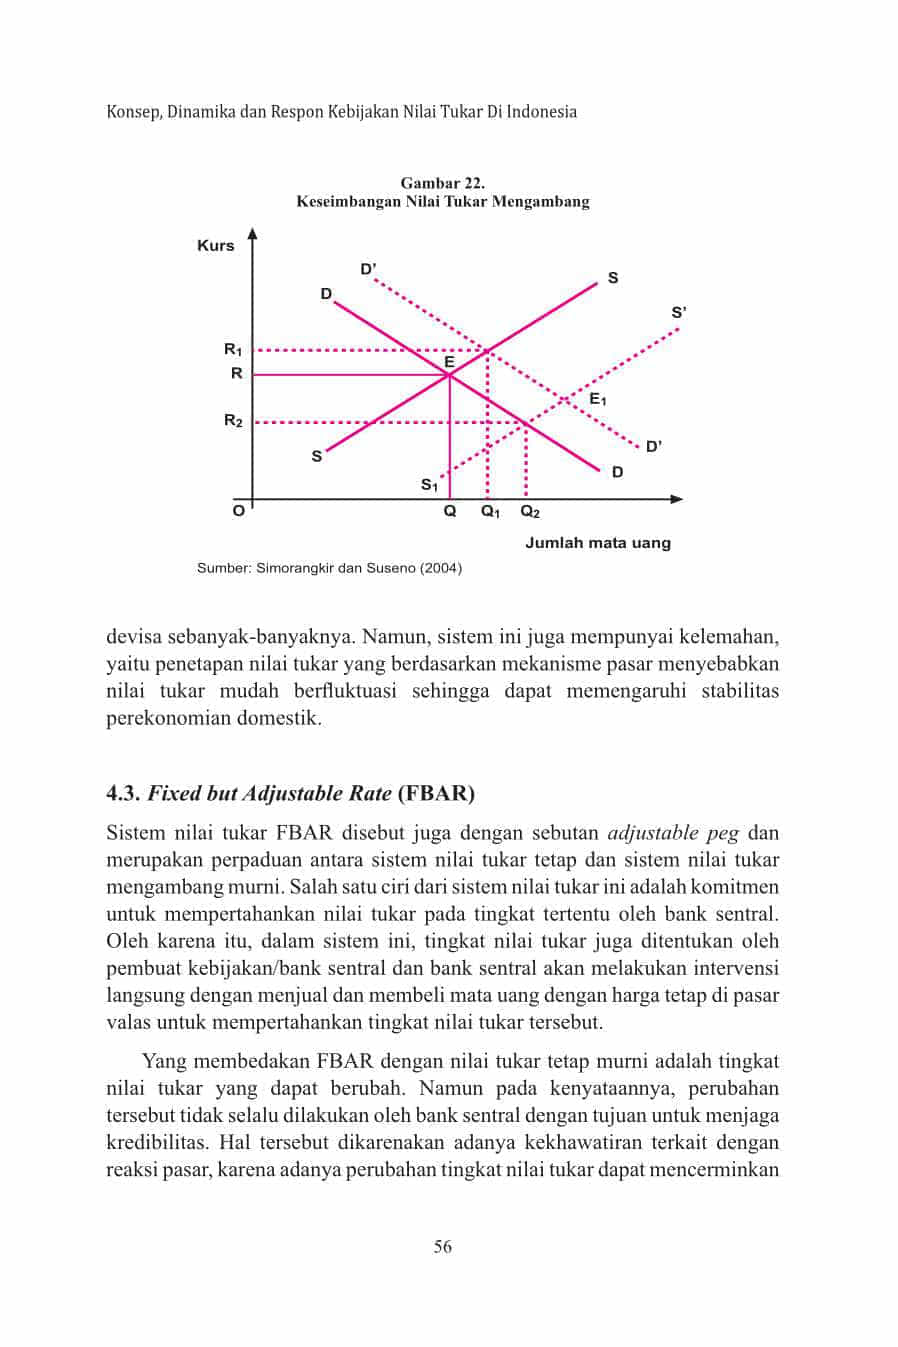 Konsep, Dinamika dan Respon Kebijakan Nilai Tukar Di Indonesia
Gambar 22.
Keseimbangan Nilai Tukar Mengambang
Kurs
D'
D
S
S'
R1
R
E
E1
R2
D'
S
D
S1
O
Q
Q1
Q2
Jumlah mata uang
Sumber: Simorangkir dan Suseno (2004)
devisa sebanyak-banyaknya. Namun, sistem ini juga mempunyai kelemahan,
yaitu penetapan nilai tukar yang berdasarkan mekanisme pasar menyebabkan
nilai tukar mudah berfluktuasi sehingga dapat memengaruhi stabilitas
perekonomian domestik.
4.3. Fixed but Adjustable Rate (FBAR)
Sistem nilai tukar FBAR disebut juga dengan sebutan adjustable peg dan
merupakan perpaduan antara sistem nilai tukar tetap dan sistem nilai tukar
mengambang murni. Salah satu ciri dari sistem nilai tukar ini adalah komitmen
untuk mempertahankan nilai tukar pada tingkat tertentu oleh bank sentral.
Oleh karena itu, dalam sistem ini, tingkat nilai tukar juga ditentukan oleh
pembuat kebijakan/bank sentral dan bank sentral akan melakukan intervensi
langsung dengan menjual dan membeli mata uang dengan harga tetap di pasar
valas untuk mempertahankan tingkat nilai tukar tersebut.
Yang membedakan FBAR dengan nilai tukar tetap murni adalah tingkat
nilai tukar yang dapat berubah. Namun pada kenyataannya, perubahan
tersebut tidak selalu dilakukan oleh bank sentral dengan tujuan untuk menjaga
kredibilitas. Hal tersebut dikarenakan adanya kekhawatiran terkait dengan
reaksi pasar, karena adanya perubahan tingkat nilai tukar dapat mencerminkan
56